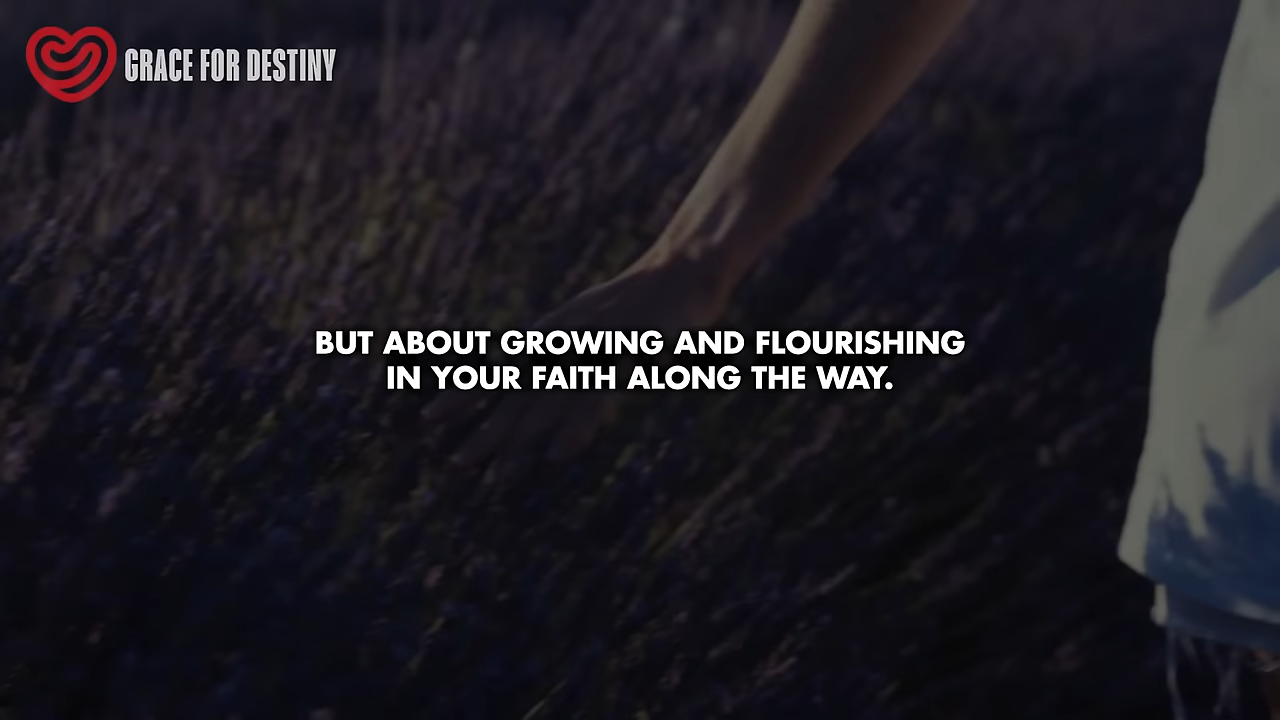 GRACE FOR DESTINY
BUT ABOUT GROWING AND FLOURISHING
IN YOUR FAITH ALONG THE WAY.